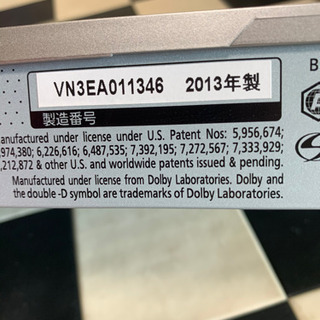 VN3EA011346 2013年製
B
製造番号
Manufactured under license under U.S. Patent Nos: 5,956,674;
,974,380; 6,226,616; 6,487,535; 7,392,195; 7,272,567; 7,333,929;
,212,872 & other U.S. and worldwide patents issued & pending.
Manufactured under license from Dolby Laboratories. Dolby and
the double -D symbol are trademarks of Dolby Laboratories.